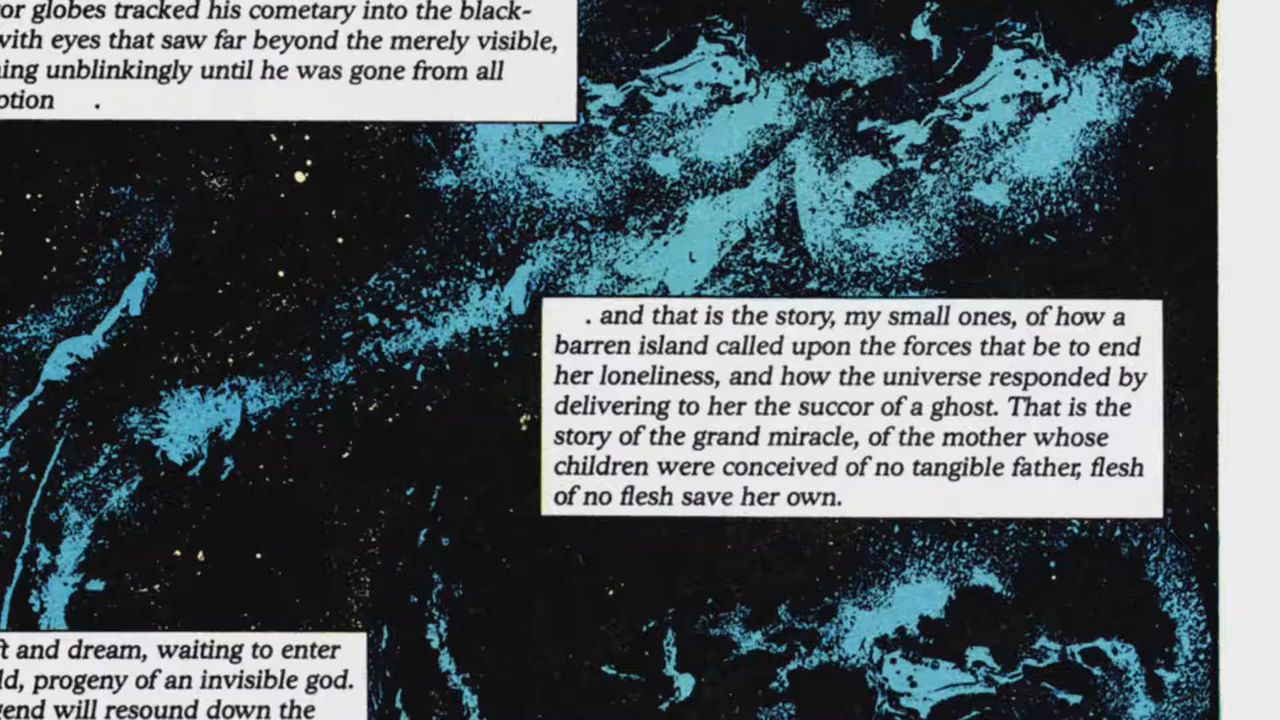 or globes tracked his cometary into the black-
with eyes that saw far beyond the merely visible,
ing unblinkingly until he was gone from all
ption .
. and that is the story, my small ones, of how a
barren island called upon the forces that be to end
her loneliness, and how the universe responded by
delivering to her the succor of a ghost. That is the
story of the grand miracle, of the mother whose
children were conceived of no tangible father, flesh
of no flesh save her own.
ft and dream, waiting to enter
ld, progeny of an invisible god.
gend will resound down the